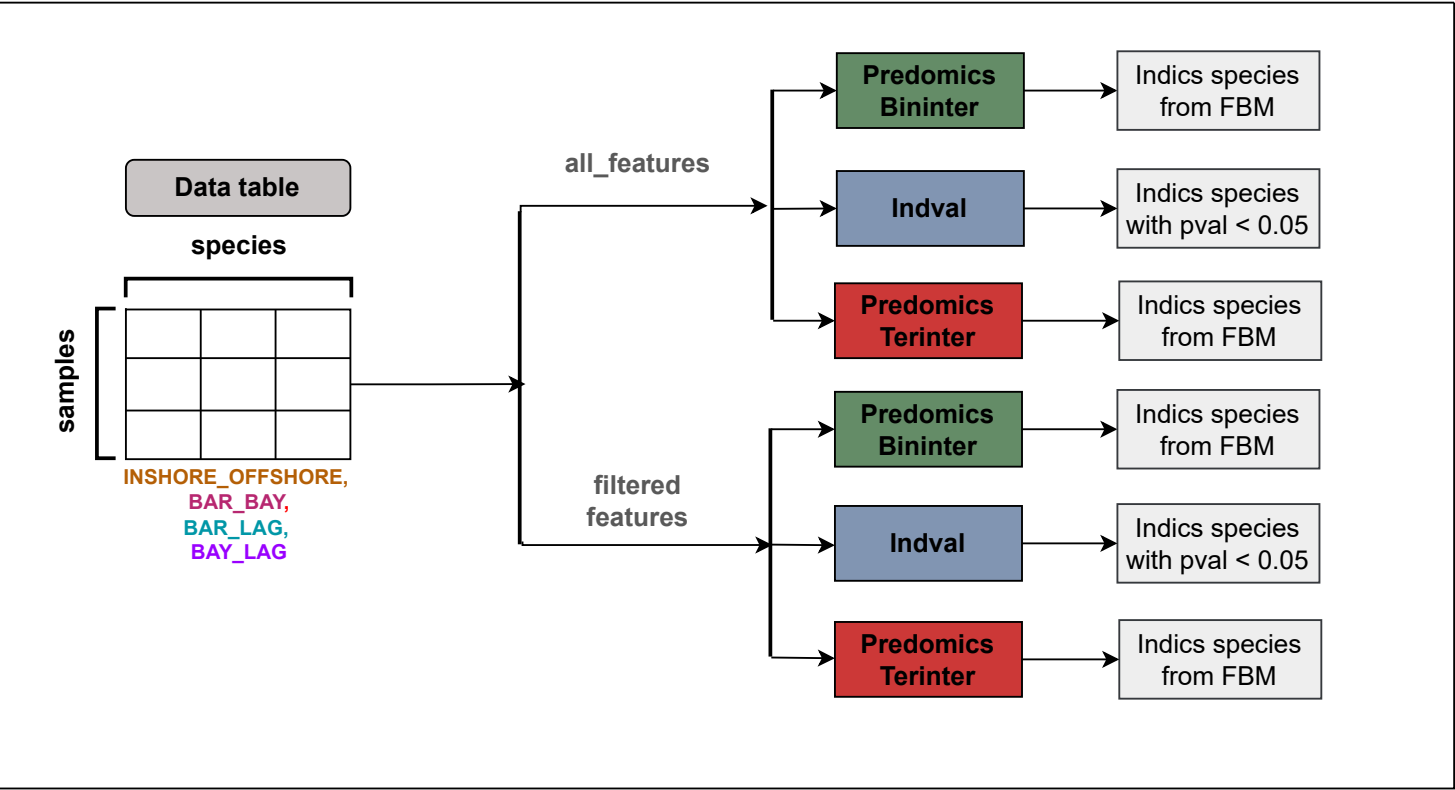 Data table
species
samples
INSHORE_OFFSHORE,
BAR_BAY,
BAR_LAG,
BAY_LAG
all_features
filtered
features
Predomics
Bininter
Indics species
from FBM
Indval
Indics species
with pval < 0.05
Predomics
Terinter
Indics species
from FBM
Predomics
Bininter
Indics species
from FBM
Indval
Indics species
with pval < 0.05
Predomics
Terinter
Indics species
from FBM